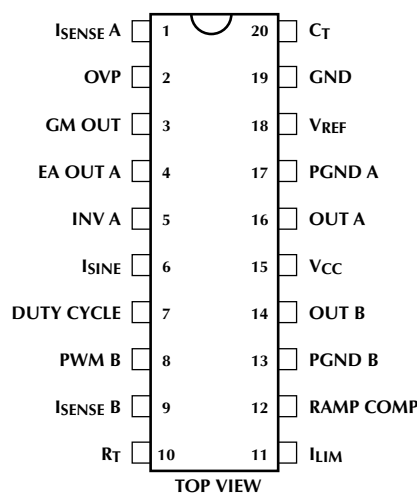 ISENSE A 1 20 CT
OVP 2 19 GND
GM OUT 3 18 VREF
EA OUT A 4 17 PGND A
INV A 5 16 OUT A
ISINE 6 15 VCC
DUTY CYCLE 7 14 OUT B
PWM B 8 13 PGND B
ISENSE B 9 12 RAMP COMP
RT 10 11 ILIM
TOP VIEW